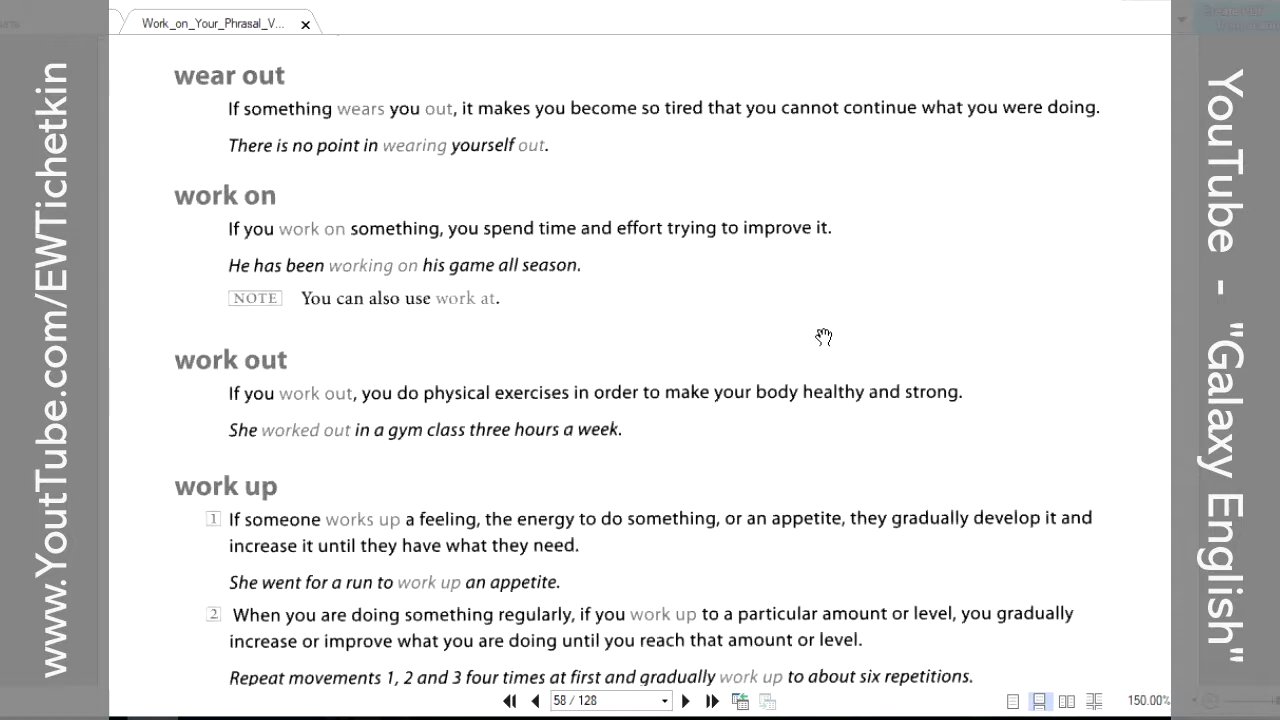 Work_on_Your_Phrasal_V...
wear out
If something wears you out, it makes you become so tired that you cannot continue what you were doing.
There is no point in wearing yourself out.
work on
If you work on something, you spend time and effort trying to improve it.
He has been working on his game all season.
NOTE You can also use work at.
work out
If you work out, you do physical exercises in order to make your body healthy and strong.
She worked out in a gym class three hours a week.
work up
1 If someone works up a feeling, the energy to do something, or an appetite, they gradually develop it and
increase it until they have what they need.
She went for a run to work up an appetite.
2 When you are doing something regularly, if you work up to a particular amount or level, you gradually
increase or improve what you are doing until you reach that amount or level.
Repeat movements 1, 2 and 3 four times at first and gradually work up to about six repetitions.
58 / 128
150.00%
www.YoutTube.com/EWTichetkin
YouTube - "Galaxy English"